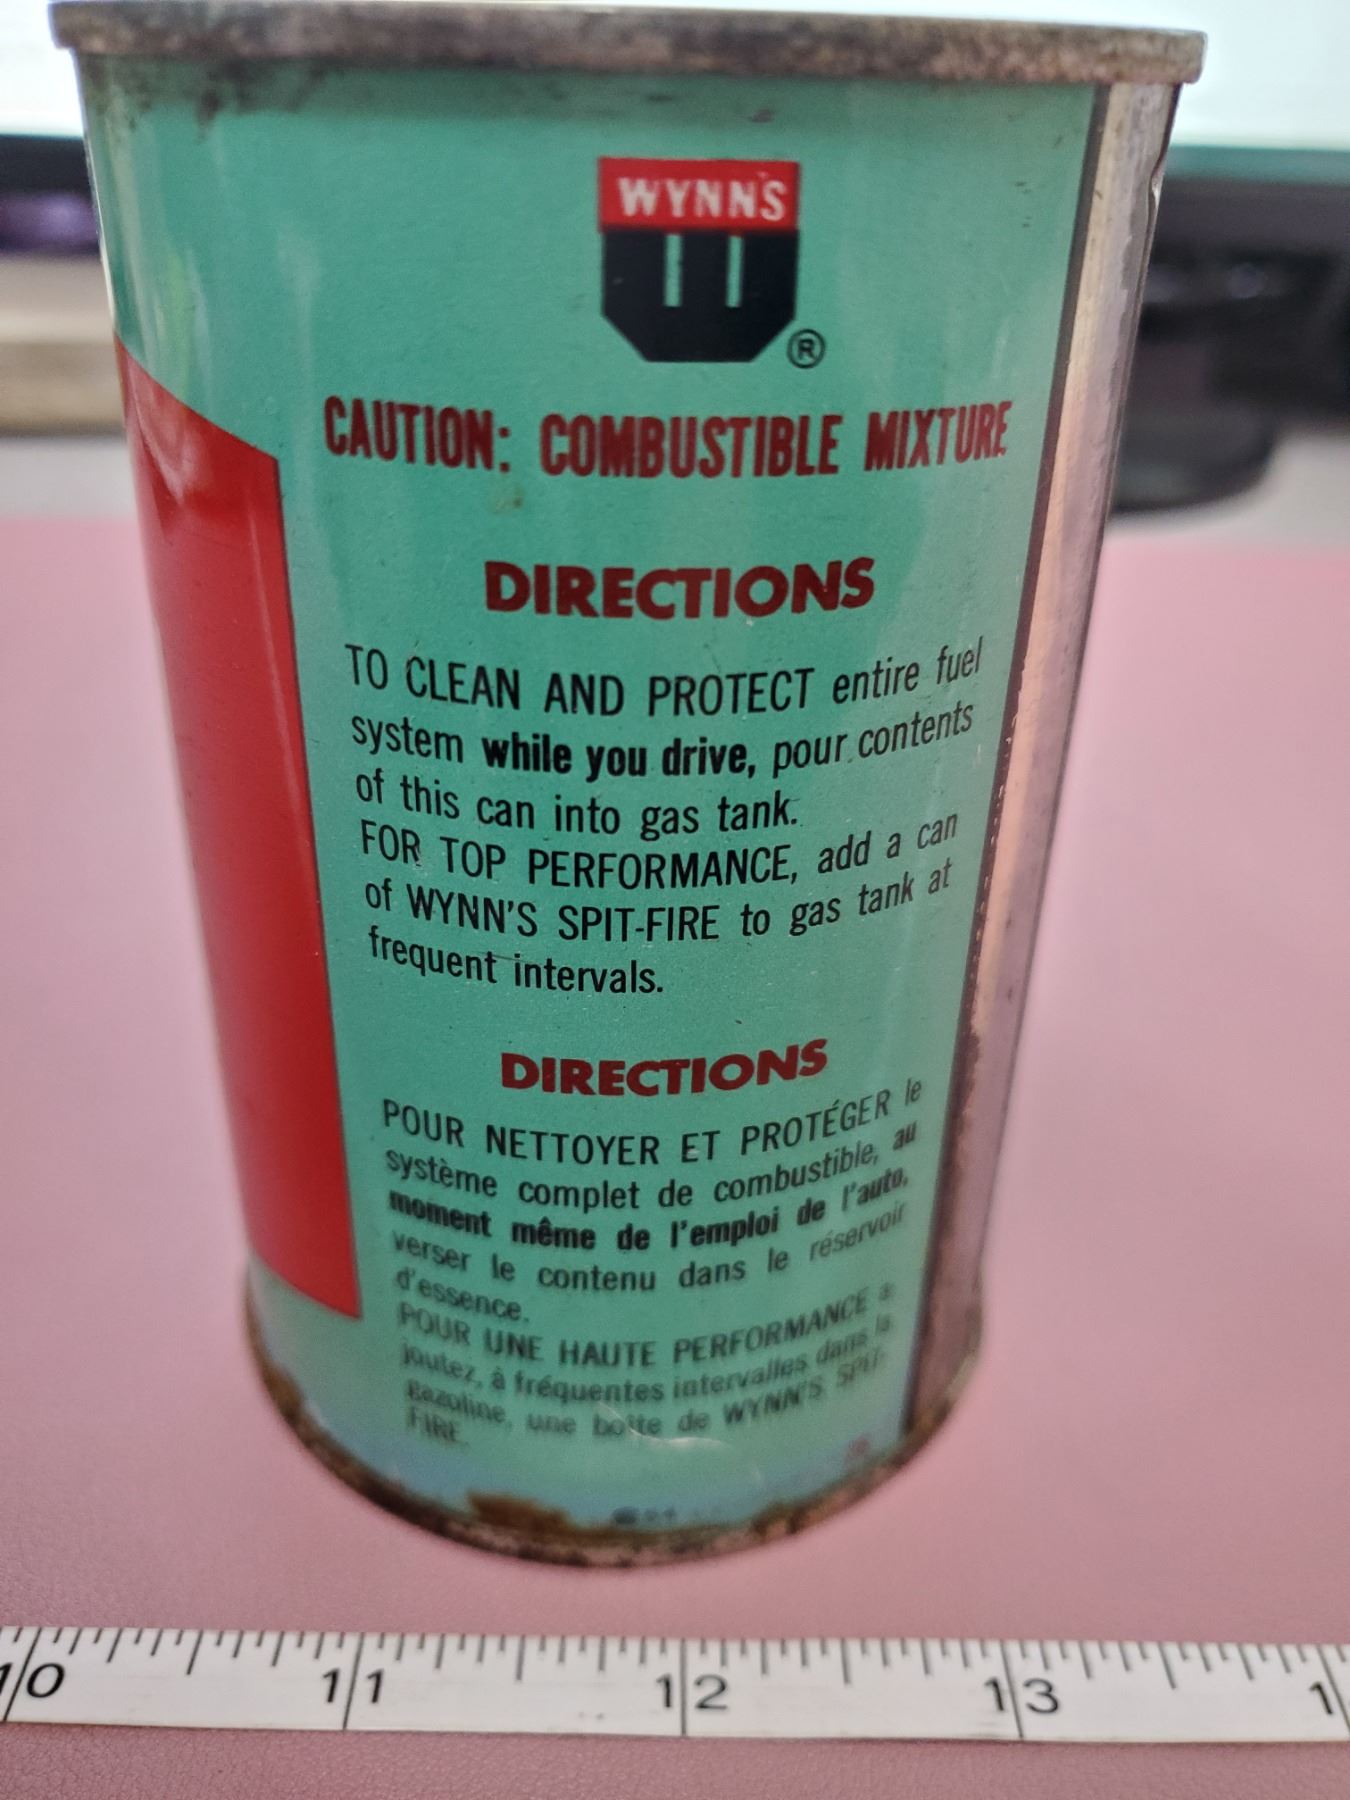 WYNN'S
®
CAUTION: COMBUSTIBLE MIXTURE
DIRECTIONS
TO CLEAN AND PROTECT entire fuel
system while you drive, pour contents
of this can into gas tank.
FOR TOP PERFORMANCE, add a can
of WYNN'S SPIT-FIRE to gas tank at
frequent intervals.
DIRECTIONS
POUR NETTOYER ET PROTÉGER le
système complet de combustible, au
moment même de l'emploi de l'auto,
verser le contenu dans le réservoir
d'essence.
POUR UNE HAUTE PERFORMANCE a
joutez, à fréquentes intervalles dans la
gazoline, une boîte de WYNN'S SPIT-
FIRE.
10 11 12 13 1